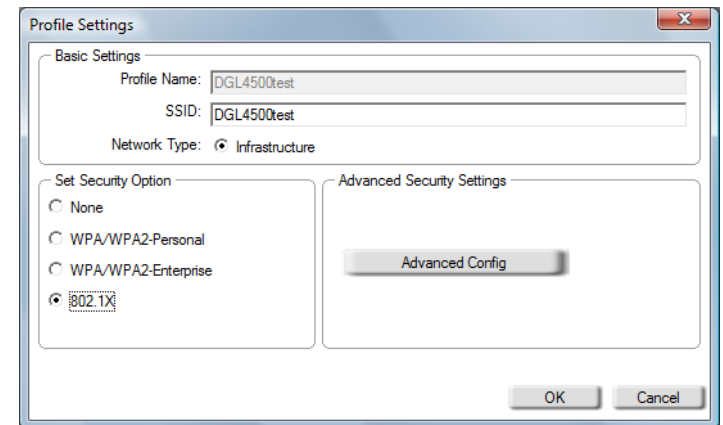 Profile Settings
Basic Settings
Profile Name: DGL4500test
SSID: DGL4500test
Network Type: Infrastructure
Set Security Option
None
WPA/WPA2-Personal
WPA/WPA2-Enterprise
802.1X
Advanced Security Settings
Advanced Config
OK Cancel